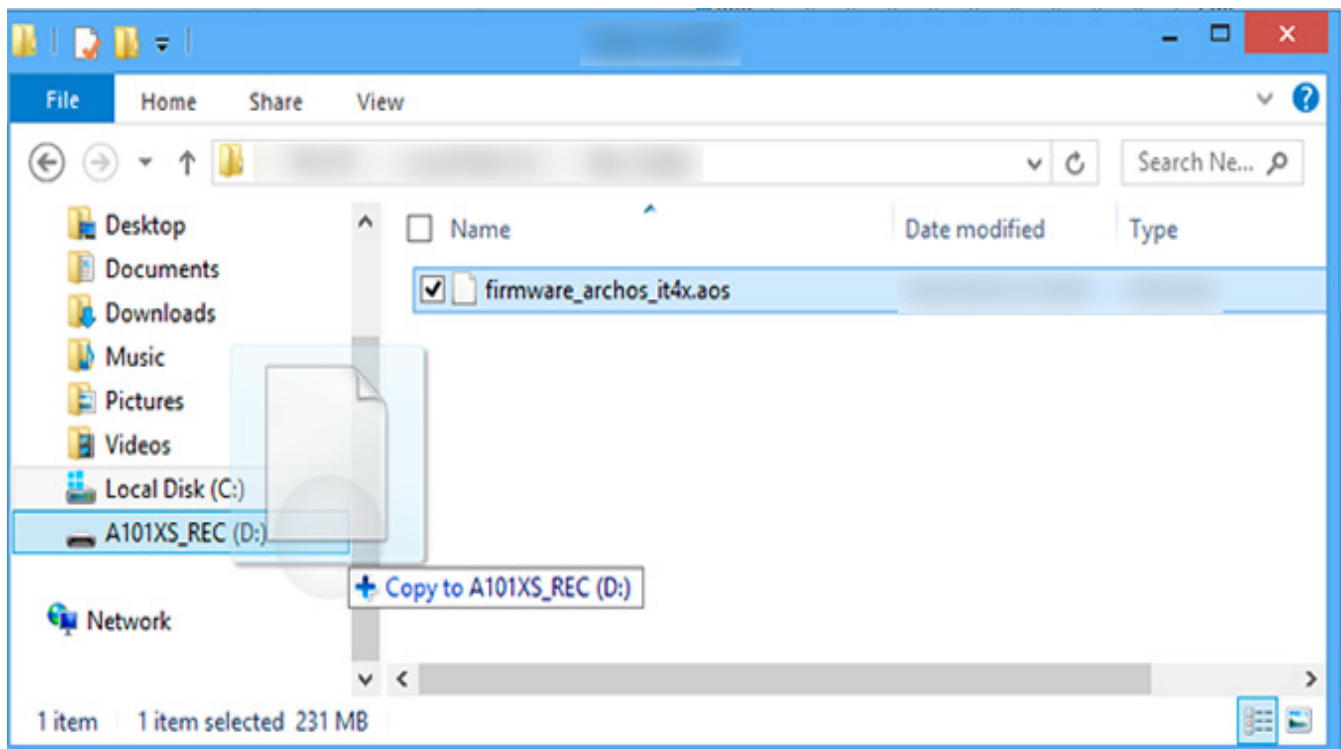 File Home Share View
Search Ne...
Name Date modified Type
Desktop
Documents
Downloads
Music
Pictures
Videos
Local Disk (C:)
A101XS_REC (D:)
Network
firmware_archos_it4x.aos
Copy to A101XS_REC (D:)
1 item 1 item selected 231 MB